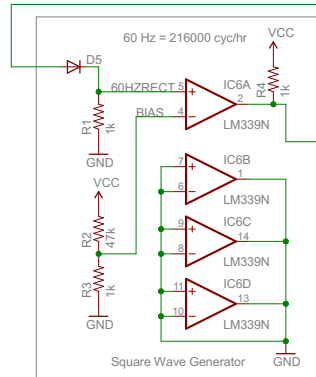 60 Hz = 216000 cyc/hr
VCC
D5
R4
1k
60HZRECT
5
IC6A
+
2
BIAS
4
-
LM339N
R1
1k
GND
7
IC6B
+
1
6
-
LM339N
VCC
9
IC6C
+
14
8
-
LM339N
R2
47k
R3
1k
11
IC6D
+
13
10
-
LM339N
GND
Square Wave Generator
GND